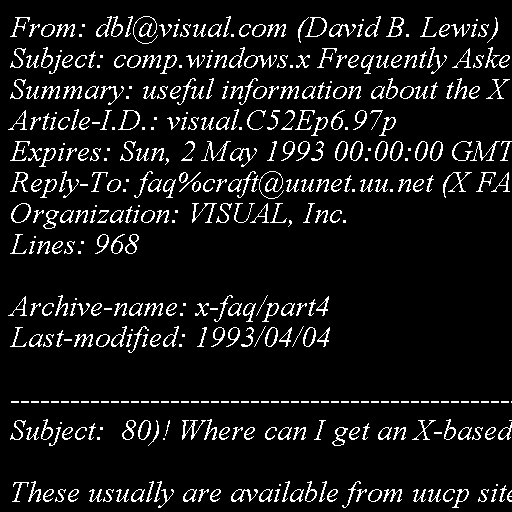 From: dbl@visual.com (David B. Lewis)
Subject: comp.windows.x Frequently Aske
Summary: useful information about the X
Article-I.D.: visual.C52Ep6.97p
Expires: Sun, 2 May 1993 00:00:00 GMT
Reply-To: faq%craft@uunet.uu.net (X FA
Organization: VISUAL, Inc.
Lines: 968

Archive-name: x-faq/part4
Last-modified: 1993/04/04

----------------------------------------------------
Subject:  80)! Where can I get an X-based
These usually are available from uucp site